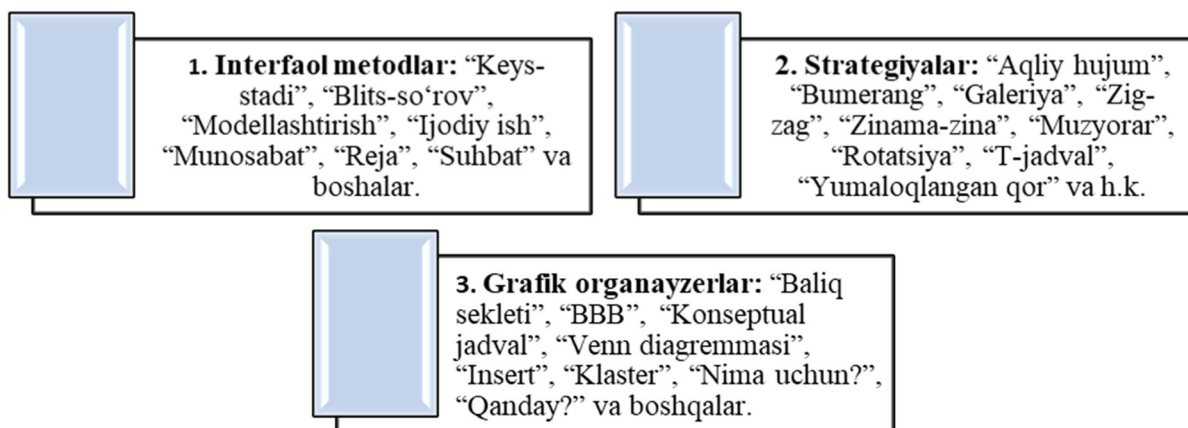 1. Interfaol metodlar: “Keys-
stadi”, “Blits-so‘rov”,
“Modellashtirish”, “Ijodiy ish”,
“Munosabat”, “Reja”, “Suhbat” va
boshalar.
2. Strategiyalar: “Aqliy hujum”,
“Bumerang”, “Galeriya”, “Zig-
zag”, “Zinama-zina”, “Muzyorar”,
“Rotatsiya”, “T-jadval”,
“Yumaloqlangan qor” va h.k.
3. Grafik organayzerlar: “Baliq
sekleti”, “BBB”, “Konseptual
jadval”, “Venn diagremmasi”,
“Insert”, “Klaster”, “Nima uchun?”,
“Qanday?” va boshqalar.